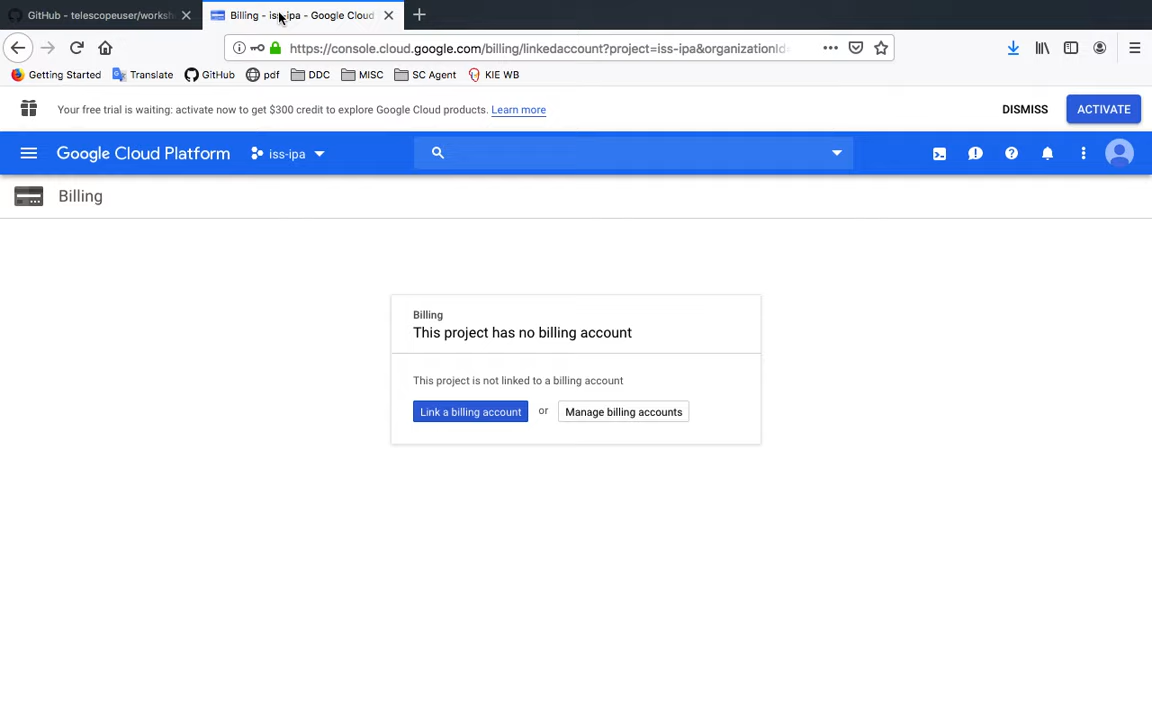 GitHub - telescopeuser/worksh
Billing - iss-ipa - Google Cloud
https://console.cloud.google.com/billing/linkedaccount?project=iss-ipa&organizationId=
Getting Started
Translate
GitHub
pdf
DDC
MISC
SC Agent
KIE WB
Your free trial is waiting: activate now to get $300 credit to explore Google Cloud products. Learn more
DISMISS
ACTIVATE
Google Cloud Platform
iss-ipa
Billing
Billing
This project has no billing account
This project is not linked to a billing account
Link a billing account or Manage billing accounts